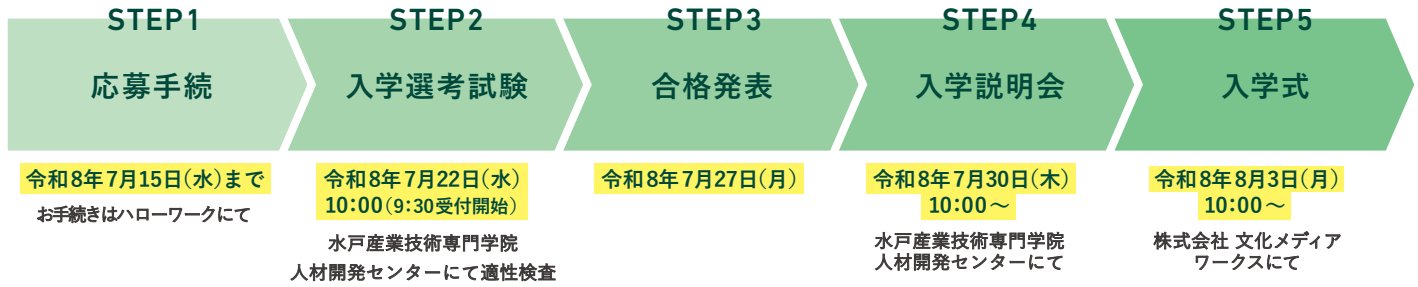 STEP1
応募手続
令和8年7月15日(水)まで
お手続きはハローワークにて
STEP2
入学選考試験
令和8年7月22日(水)
10:00(9:30受付開始)
水戸産業技術専門学院
人材開発センターにて適性検査
STEP3
合格発表
令和8年7月27日(月)
STEP4
入学説明会
令和8年7月30日(木)
10:00〜
水戸産業技術専門学院
人材開発センターにて
STEP5
入学式
令和8年8月3日(月)
10:00〜
株式会社 文化メディア
ワークスにて